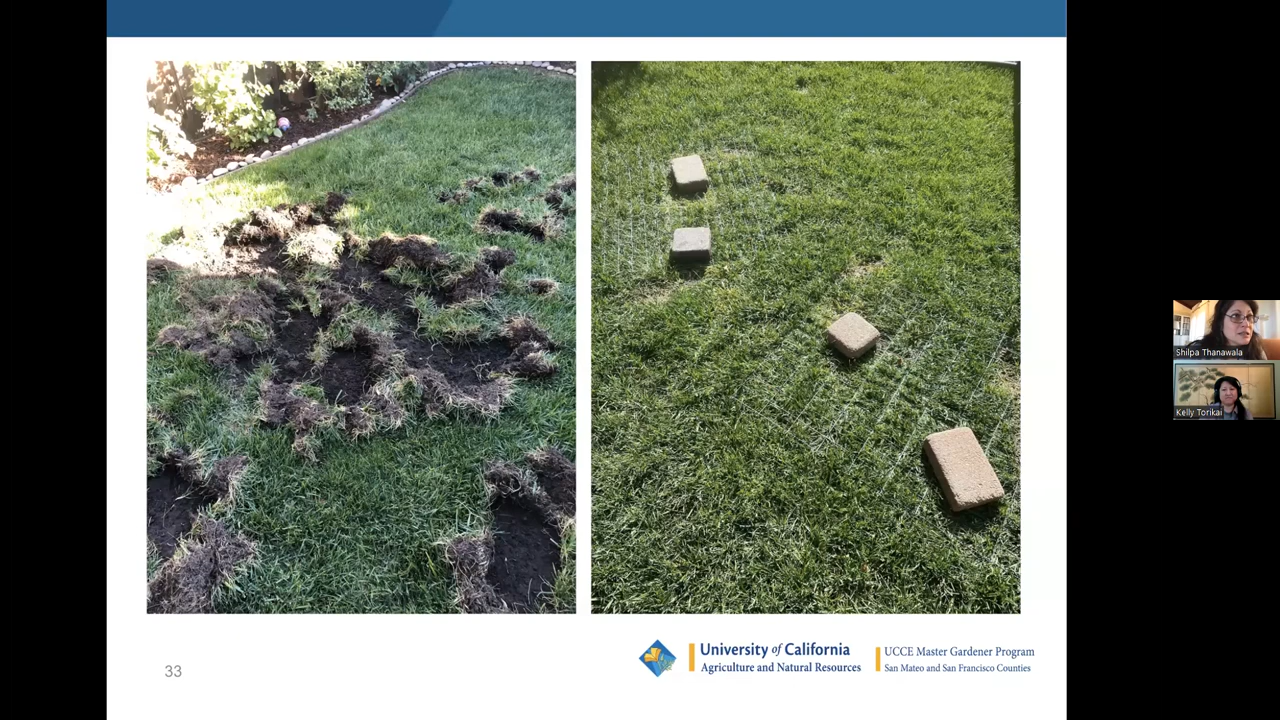 Shilpa Thanawala
Kelly Torikai
University of California
Agriculture and Natural Resources
UCCE Master Gardener Program
San Mateo and San Francisco Counties
33